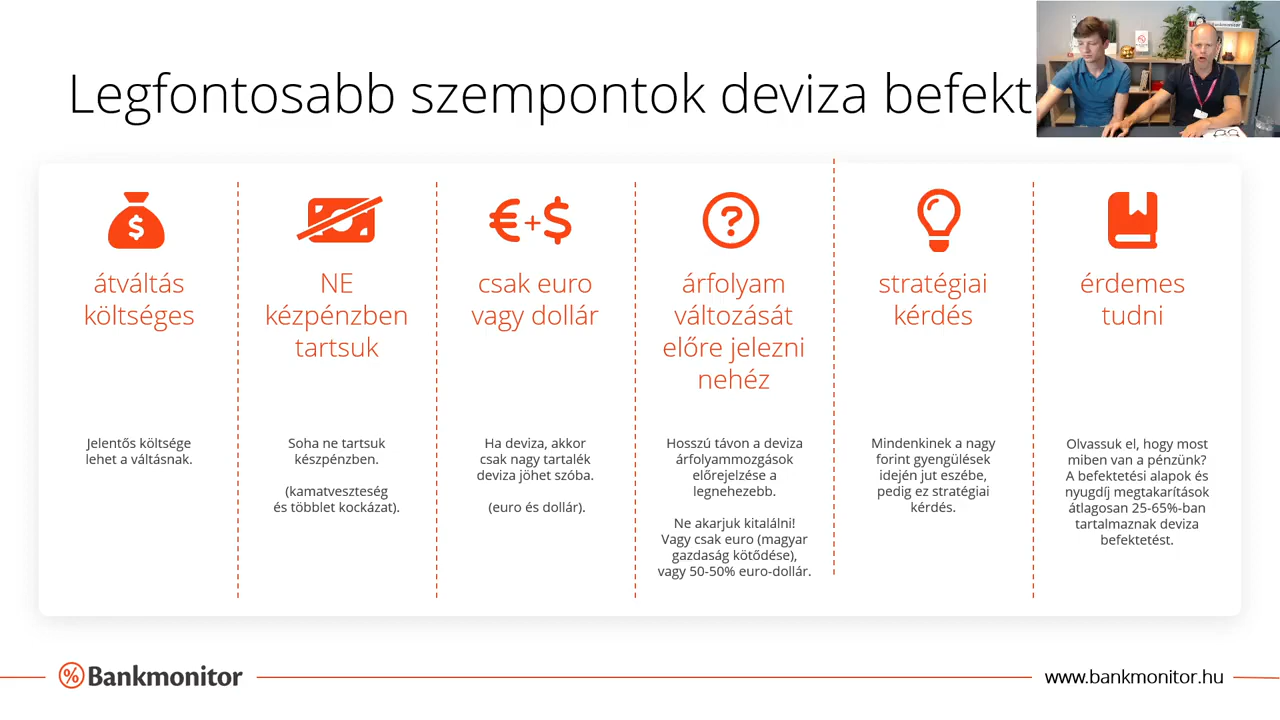 Legfontosabb szempontok deviza
átváltás
költséges
Jelentős költsége
lehet a váltásnak.
NE
kézpénzben
tartsuk
Soha ne tartsuk
készpénzben.
(kamatveszteség
és többlet kockázat).
€+$
csak euro
vagy dollár
Ha deviza, akkor
csak nagy tartalék
deviza jöhet szóba.
(euro és dollár).
?
árfolyam
változását
előre jelezni
nehéz
Hosszú távon a deviza
árfolyammozgások
előrejelzése a
legnehezebb.
Ne akarjuk kitalálni!
Vagy csak euro (magyar
gazdaság kötődése),
vagy 50-50% euro-dollár.
stratégiai
kérdés
Mindenkinek a nagy
forint gyengülések
idején jut eszébe,
pedig ez stratégiai
kérdés.
érdemes
tudni
Olvassuk el, hogy most
miben van a pénzünk?
A befektetési alapok és
nyugdíj megtakarítások
átlagosan 25-65%-ban
tartalmaznak deviza
befektetést.
% Bankmonitor
www.bankmonitor.hu